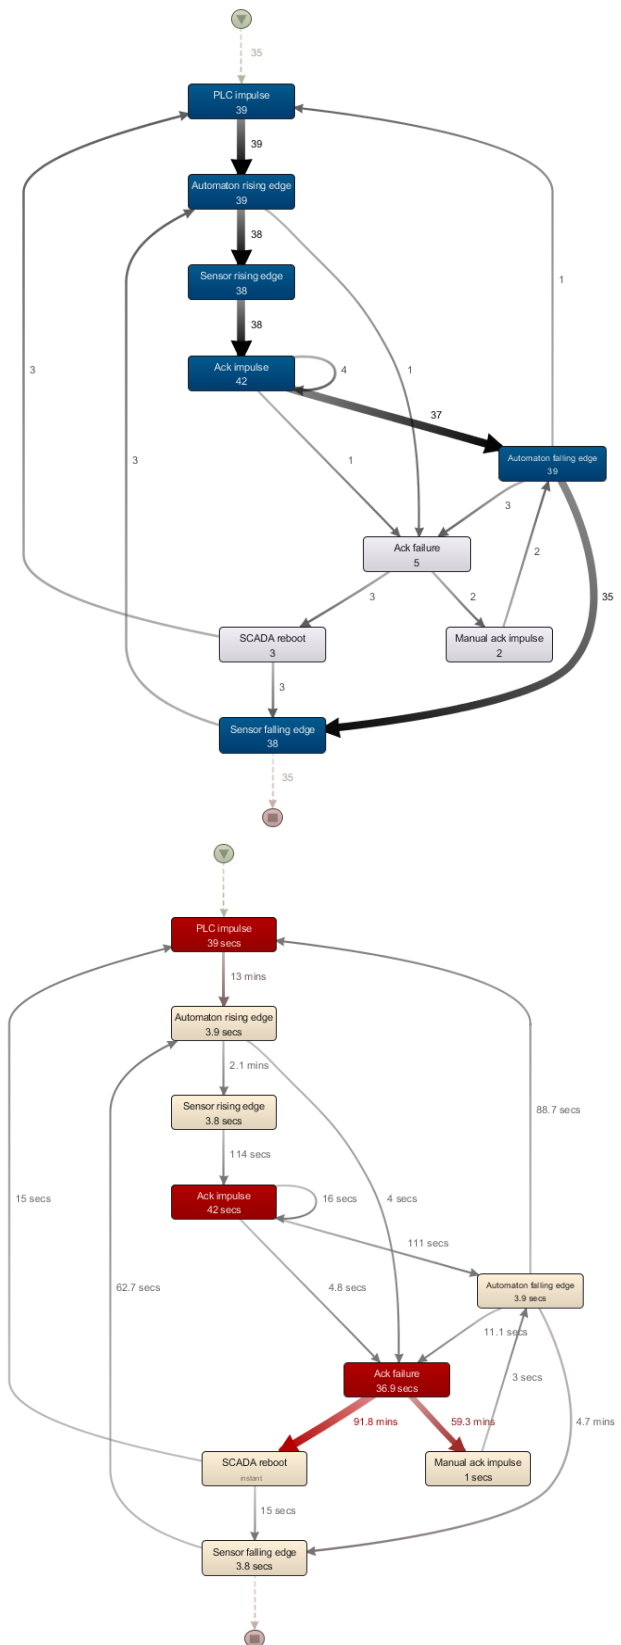 35
PLC impulse
39
39
Automaton rising edge
39
38
Sensor rising edge
38
38
Ack impulse
42
4
1
3
1
37
Automaton falling edge
39
3
1
3
Ack failure
5
2
35
3
2
SCADA reboot
3
Manual ack impulse
2
3
Sensor falling edge
38
35
PLC impulse
39 secs
13 mins
Automaton rising edge
3.9 secs
2.1 mins
Sensor rising edge
3.8 secs
88.7 secs
114 secs
Ack impulse
42 secs
15 secs
16 secs
4 secs
111 secs
62.7 secs
4.8 secs
Automaton falling edge
3.9 secs
11.1 secs
Ack failure
36.9 secs
3 secs
91.8 mins
59.3 mins
4.7 mins
SCADA reboot
instant
Manual ack impulse
1 secs
15 secs
Sensor falling edge
3.8 secs